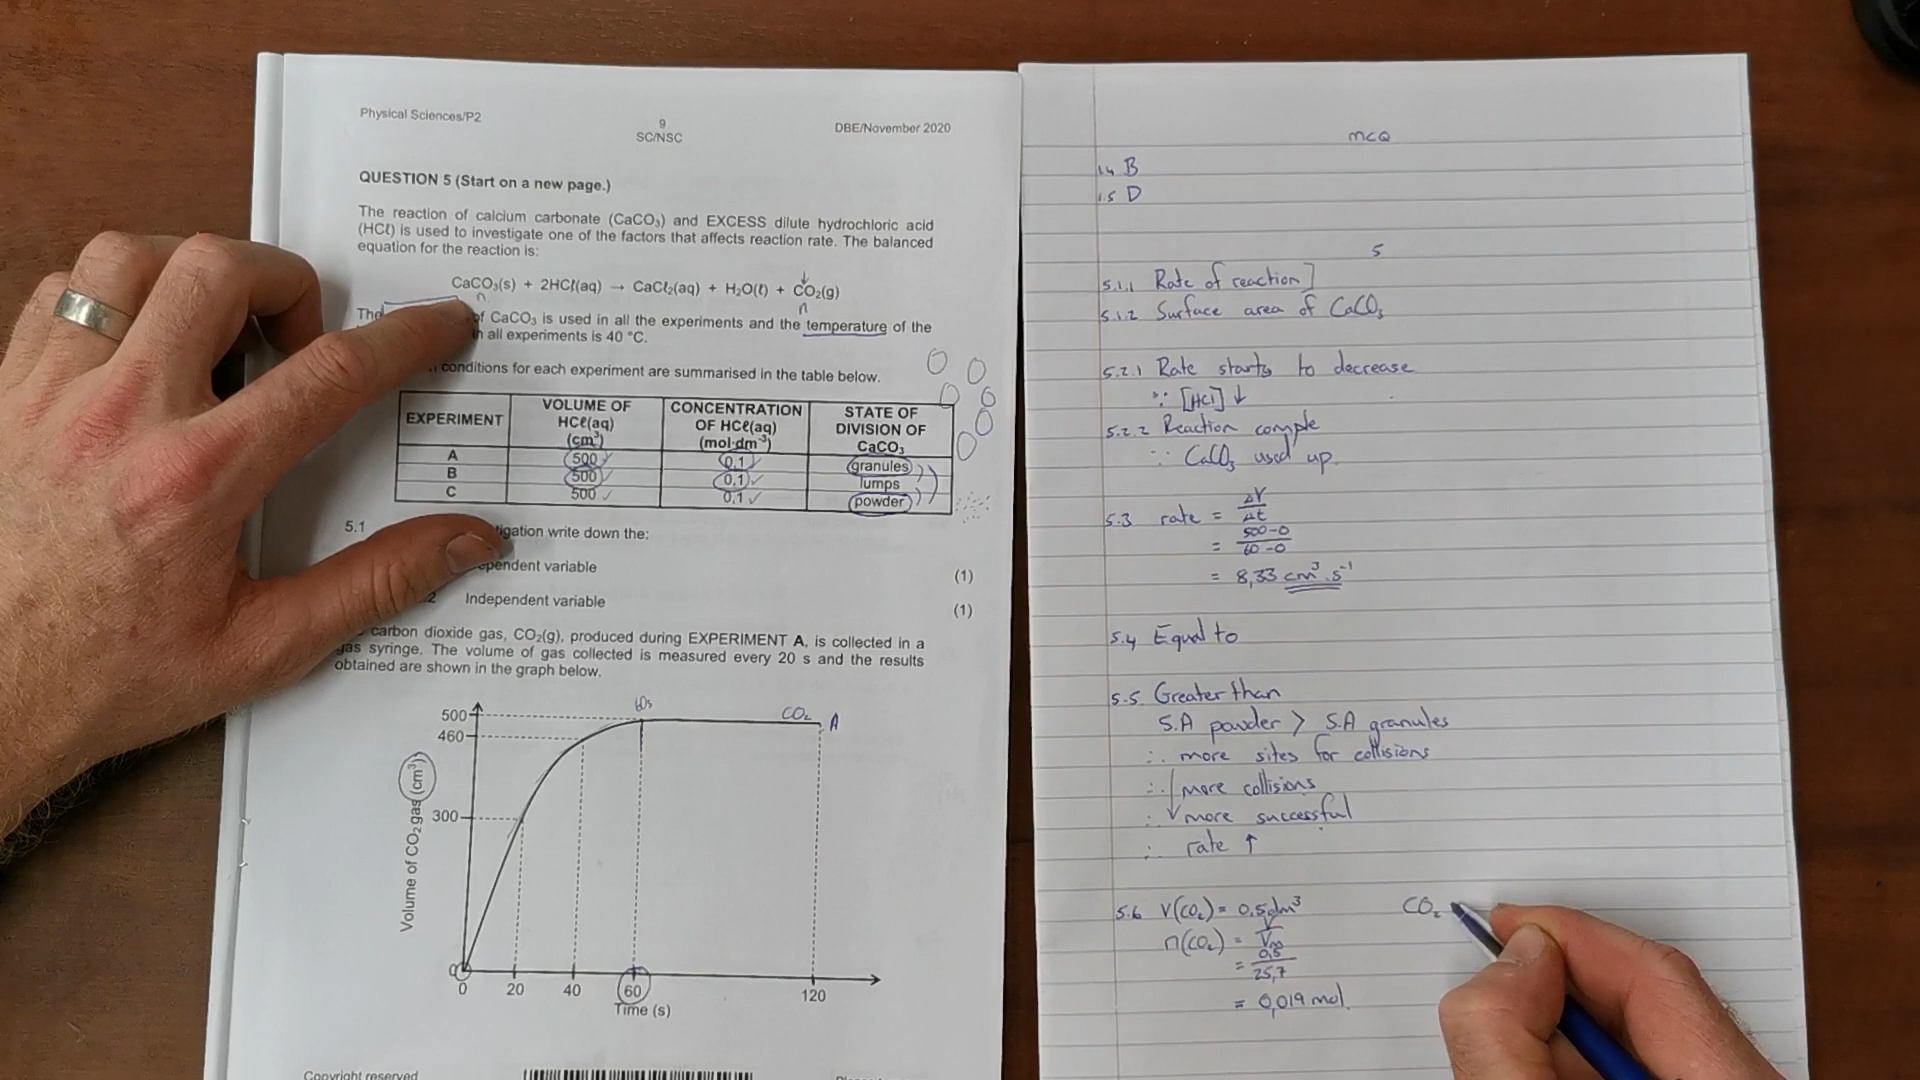 Physical Sciences/P2
9
SC/NSC
DBE/November 2020
QUESTION 5 (Start on a new page.)
The reaction of calcium carbonate (CaCO₃) and EXCESS dilute hydrochloric acid
(HCℓ) is used to investigate one of the factors that affects reaction rate. The balanced
equation for the reaction is:
CaCO₃(s) + 2HCℓ(aq) → CaCℓ₂(aq) + H₂O(ℓ) + CO₂(g)
n
n
of CaCO₃ is used in all the experiments and the temperature of the
in all experiments is 40 °C.
conditions for each experiment are summarised in the table below.
EXPERIMENT
VOLUME OF HCℓ(aq) (cm³)
CONCENTRATION OF HCℓ(aq) (mol·dm⁻³)
STATE OF DIVISION OF CaCO₃
A 500 ✓ 0,1 ✓ granules
B 500 ✓ 0,1 ✓ lumps
C 500 ✓ 0,1 ✓ powder
5.1
write down the:
variable
(1)
Independent variable
(1)
carbon dioxide gas, CO₂(g), produced during EXPERIMENT A, is collected in a
gas syringe. The volume of gas collected is measured every 20 s and the results
obtained are shown in the graph below.
60s
CO₂ A
500
460
300
0
Volume of CO₂ gas (cm³)
0 20 40 60 120
Time (s)
Copyright reserved
MCQ
1.4 B
1.5 D
5
5.1.1 Rate of reaction]
5.1.2 Surface area of CaCO₃
5.2.1 Rate starts to decrease
∵ [HCl] ↓
5.2.2 Reaction comple
∵ CaCO₃ used up.
5.3 rate = ΔV/Δt
= 500-0/60-0
= 8,33 cm³.s⁻¹
5.4 Equal to
5.5 Greater than
S.A powder > S.A granules
∴ more sites for collisions
∴ more collisions
∴ more successful
∴ rate ↑
5.6 V(CO₂) = 0.5dm³
CO₂
n(CO₂) = V/Vm
= 0,5/25,7
= 0,019 mol.